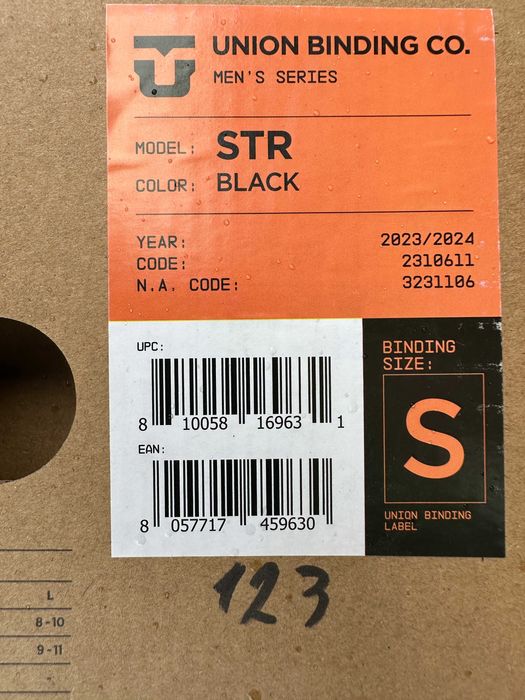 UNION BINDING CO.
MEN'S SERIES
MODEL: STR
COLOR: BLACK
YEAR: 2023/2024
CODE: 2310611
N.A. CODE: 3231106
UPC:
8 10058 16963 1
EAN:
8 057717 459630
BINDING
SIZE:
S
UNION BINDING
LABEL
123
L
8-10
9-11
-